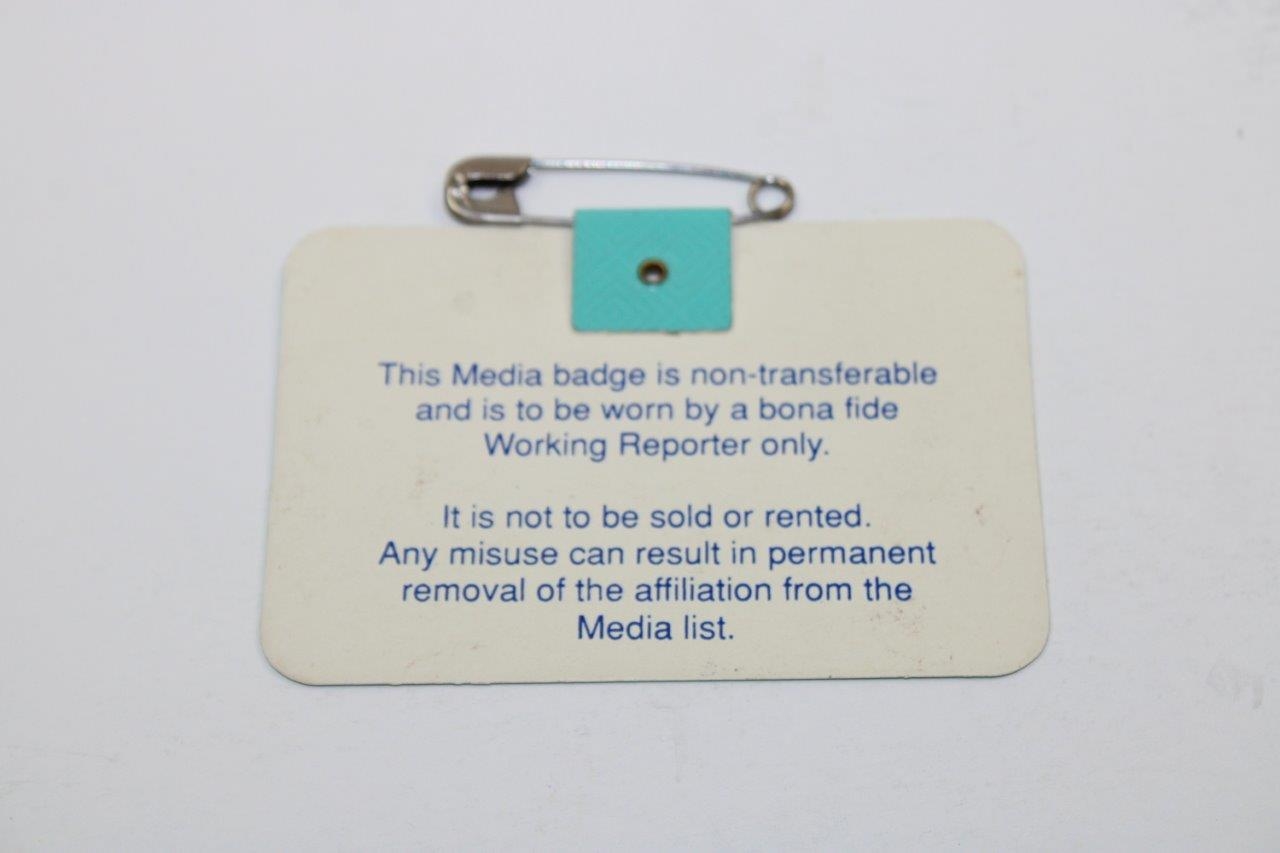 This Media badge is non-transferable
and is to be worn by a bona fide
Working Reporter only.
It is not to be sold or rented.
Any misuse can result in permanent
removal of the affiliation from the
Media list.